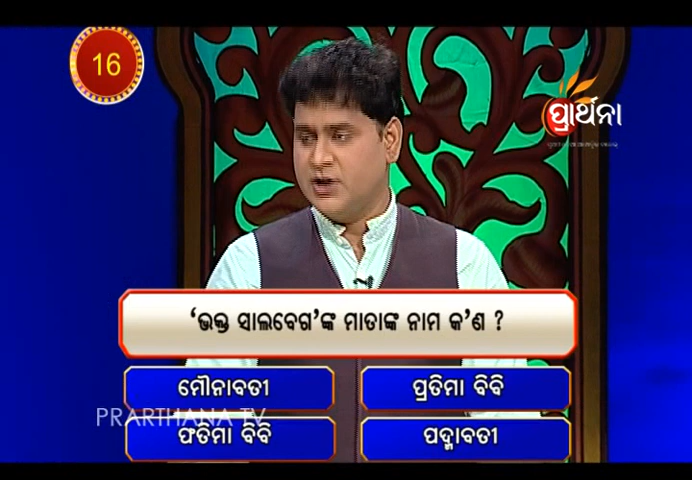 16
ପ୍ରାର୍ଥନା
‘ଭକ୍ତ ସାଲବେଗ’ଙ୍କ ମାତାଙ୍କ ନାମ କ’ଣ ?
ମୌନାବତୀ
ପ୍ରତିମା ବିବି
PRARTHANA TV
ଫତିମା ବିବି
ପଦ୍ମାବତୀ